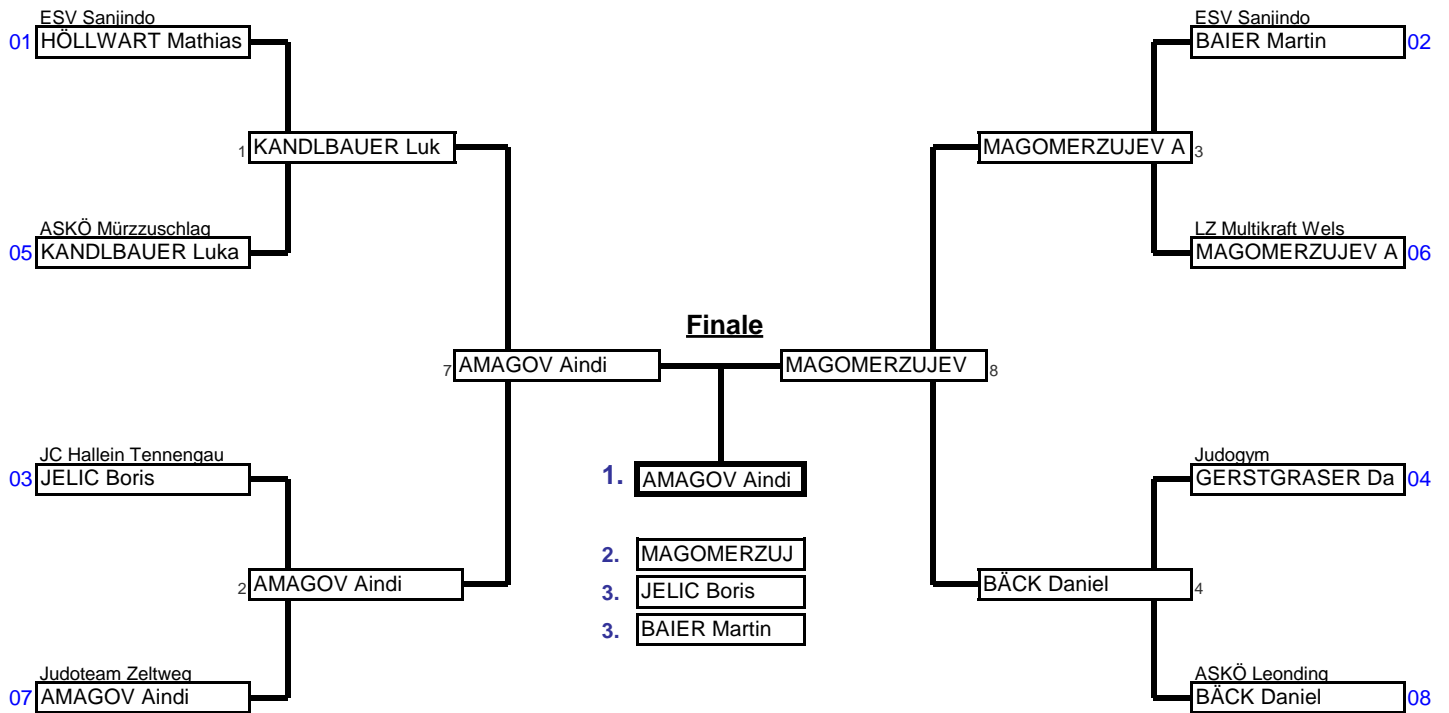 ESV Sanjindo
01 HÖLLWART Mathias
1 KANDLBAUER Luk
ASKÖ Mürzzuschlag
05 KANDLBAUER Luka
7 AMAGOV Aindi
JC Hallein Tennengau
03 JELIC Boris
2 AMAGOV Aindi
Judoteam Zeltweg
07 AMAGOV Aindi
Finale
1. AMAGOV Aindi
2. MAGOMERZUJ
3. JELIC Boris
3. BAIER Martin
ESV Sanjindo
BAIER Martin 02
MAGOMERZUJEV A 3
LZ Multikraft Wels
MAGOMERZUJEV A 06
MAGOMERZUJEV 8
Judogym
GERSTGRASER Da 04
BÄCK Daniel 4
ASKÖ Leonding
BÄCK Daniel 08